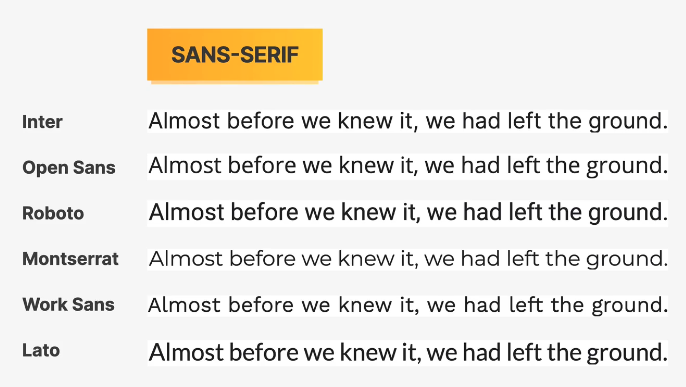 SANS-SERIF
Inter Almost before we knew it, we had left the ground.
Open Sans Almost before we knew it, we had left the ground.
Roboto Almost before we knew it, we had left the ground.
Montserrat Almost before we knew it, we had left the ground.
Work Sans Almost before we knew it, we had left the ground.
Lato Almost before we knew it, we had left the ground.